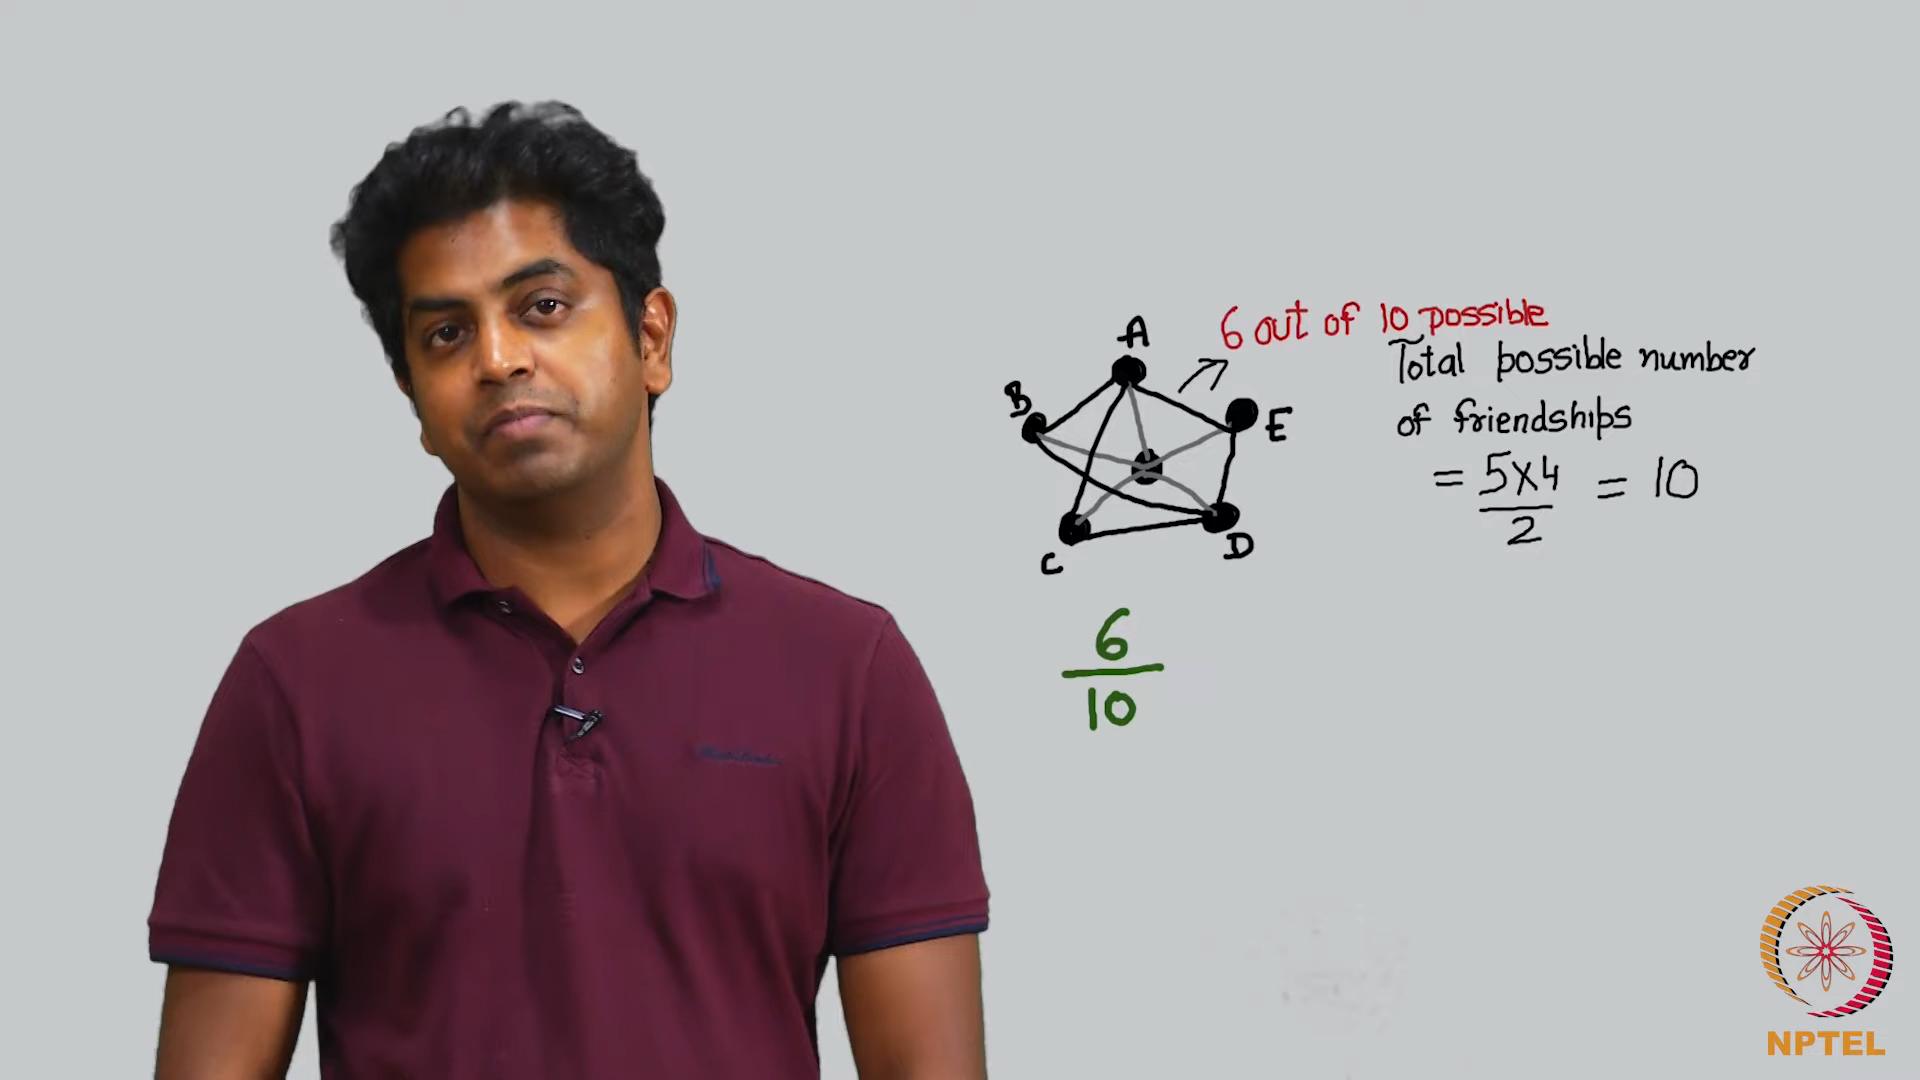 A
B
E
C
D
6 out of 10 possible
Total possible number
of friendships
= 5x4 = 10
2
6
10
NPTEL